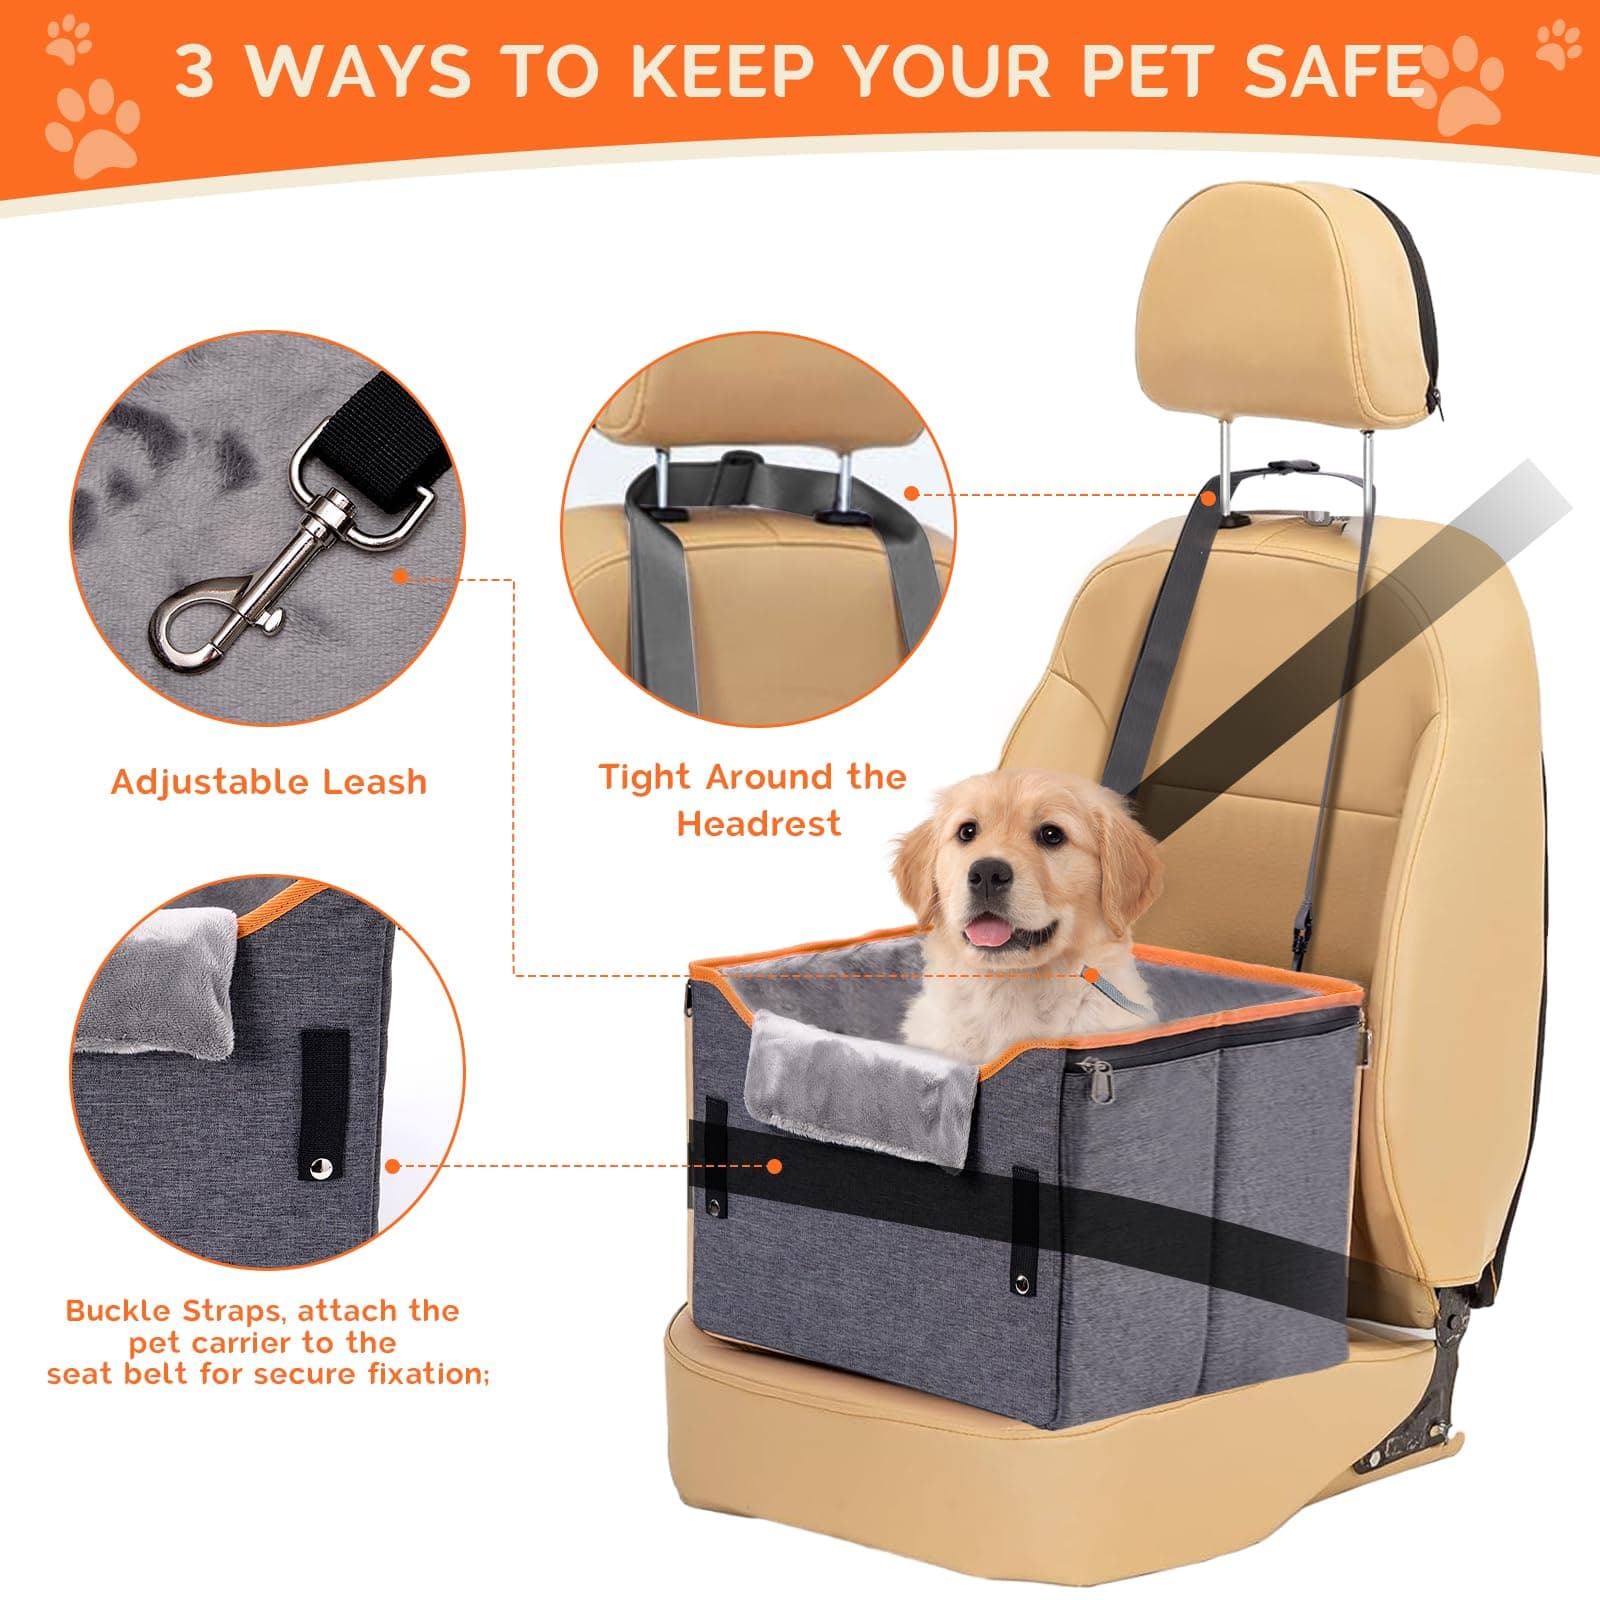 3 WAYS TO KEEP YOUR PET SAFE
Adjustable Leash
Tight Around the
Headrest
Buckle Straps, attach the
pet carrier to the
seat belt for secure fixation;